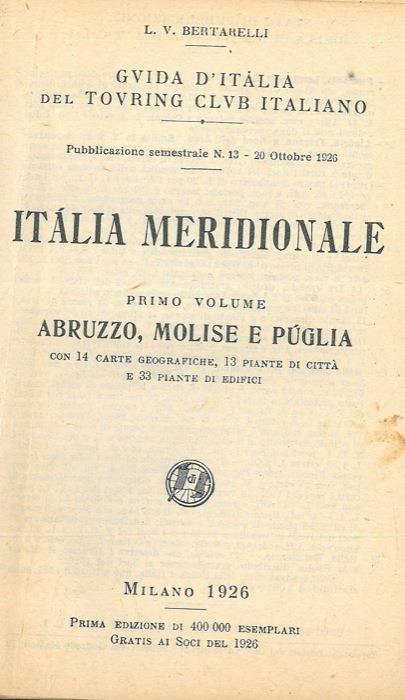 L. V. BERTARELLI
GVIDA D'ITÁLIA
DEL TOVRING CLVB ITALIANO
Pubblicazione semestrale N. 13 - 20 Ottobre 1926
ITÁLIA MERIDIONALE
PRIMO VOLUME
ABRUZZO, MOLISE E PÚGLIA
CON 14 CARTE GEOGRAFICHE, 13 PIANTE DI CITTÀ
E 33 PIANTE DI EDIFICI
MILANO 1926
PRIMA EDIZIONE DI 400 000 ESEMPLARI
GRATIS AI SOCI DEL 1926